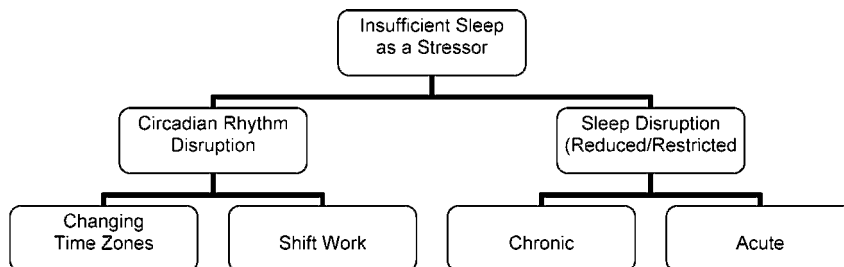 Insufficient Sleep
as a Stressor
Circadian Rhythm
Disruption
Sleep Disruption
(Reduced/Restricted
Changing
Time Zones
Shift Work
Chronic
Acute